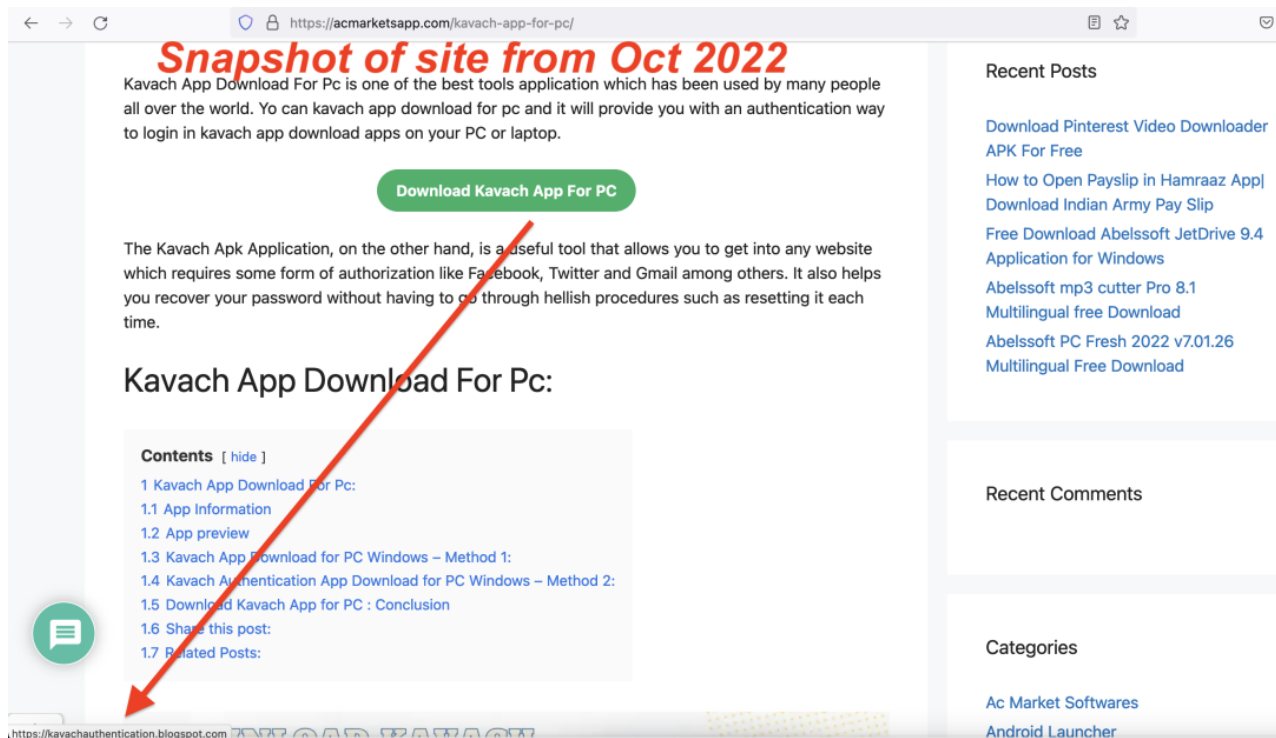 https://acmarketsapp.com/kavach-app-for-pc/
Snapshot of site from Oct 2022
Kavach App Download For Pc is one of the best tools application which has been used by many people
all over the world. Yo can kavach app download for pc and it will provide you with an authentication way
to login in kavach app download apps on your PC or laptop.
Download Kavach App For PC
The Kavach Apk Application, on the other hand, is a useful tool that allows you to get into any website
which requires some form of authorization like Facebook, Twitter and Gmail among others. It also helps
you recover your password without having to go through hellish procedures such as resetting it each
time.
Kavach App Download For Pc:
Contents [ hide ]
1 Kavach App Download For Pc:
1.1 App Information
1.2 App preview
1.3 Kavach App Download for PC Windows – Method 1:
1.4 Kavach Authentication App Download for PC Windows – Method 2:
1.5 Download Kavach App for PC : Conclusion
1.6 Share this post:
1.7 Related Posts:
https://kavachauthentication.blogspot.com
Recent Posts
Download Pinterest Video Downloader
APK For Free
How to Open Payslip in Hamraaz App|
Download Indian Army Pay Slip
Free Download Abelssoft JetDrive 9.4
Application for Windows
Abelssoft mp3 cutter Pro 8.1
Multilingual free Download
Abelssoft PC Fresh 2022 v7.01.26
Multilingual Free Download
Recent Comments
Categories
Ac Market Softwares
Android Launcher